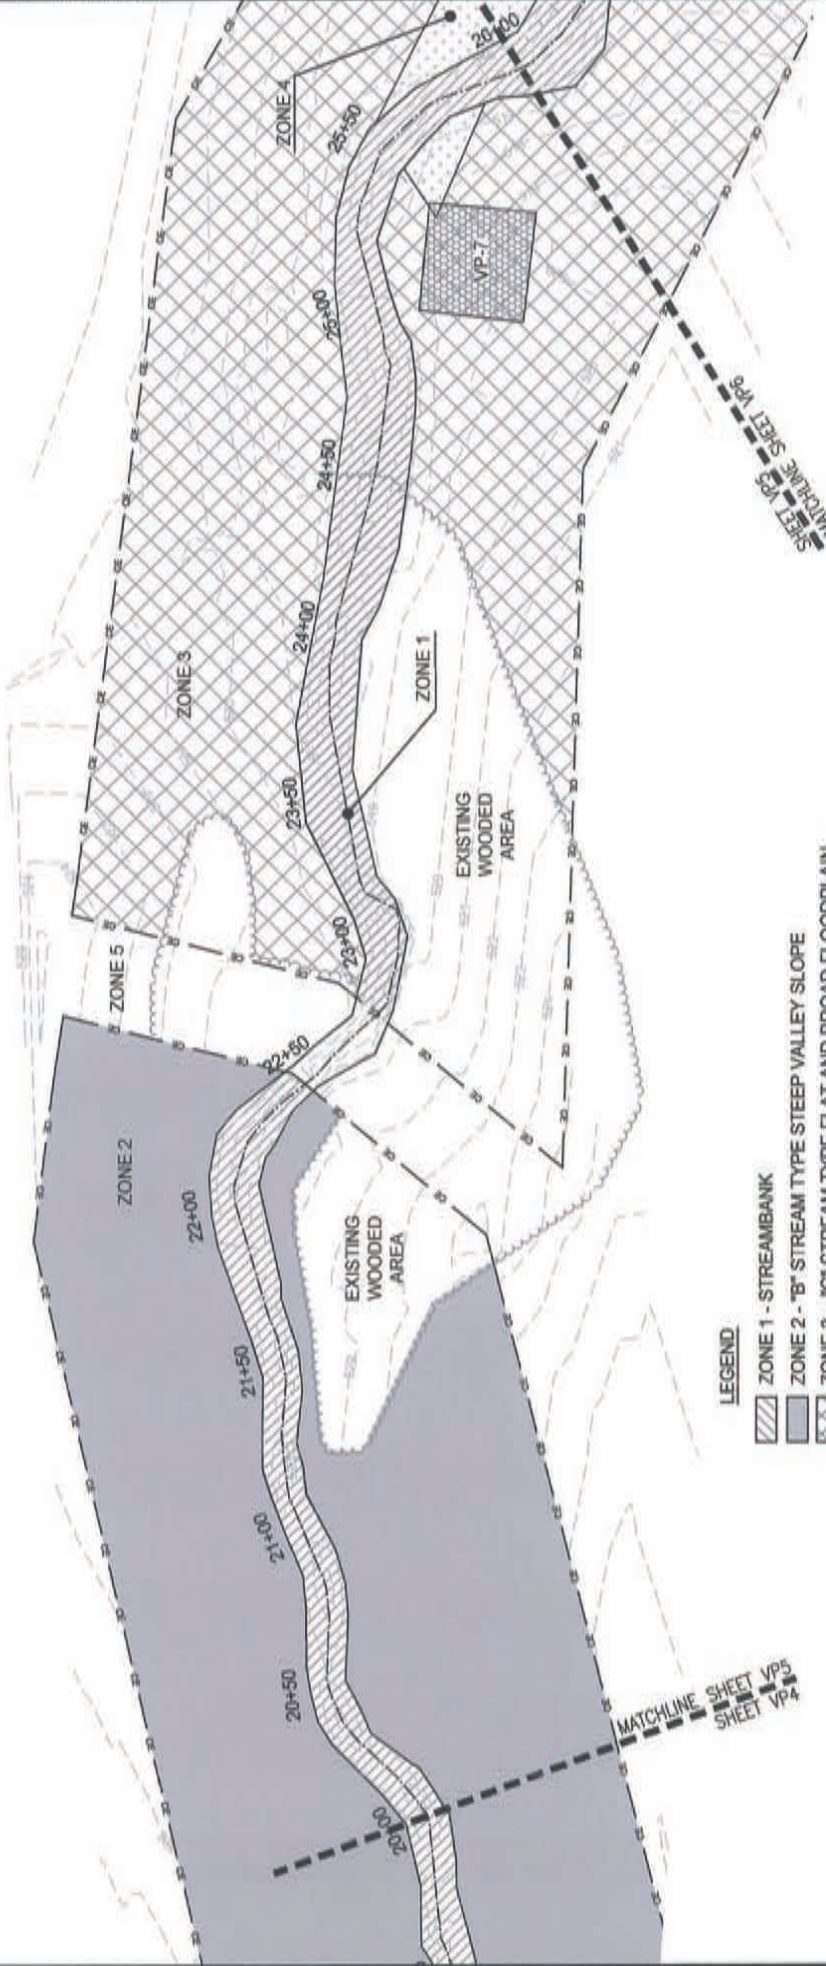 ZONE 4
26+00
25+50
VP-7
25+00
24+50
24+00
ZONE 3
ZONE 1
23+50
EXISTING
WOODED
AREA
23+00
ZONE 5
22+50
ZONE 2
22+00
EXISTING
WOODED
AREA
21+50
21+00
20+50
20+00
SHEET VP5
MATCHLINE SHEET VP6
MATCHLINE SHEET VP5
SHEET VP4
LEGEND
ZONE 1 - STREAMBANK
ZONE 2 - "B" STREAM TYPE STEEP VALLEY SLOPE